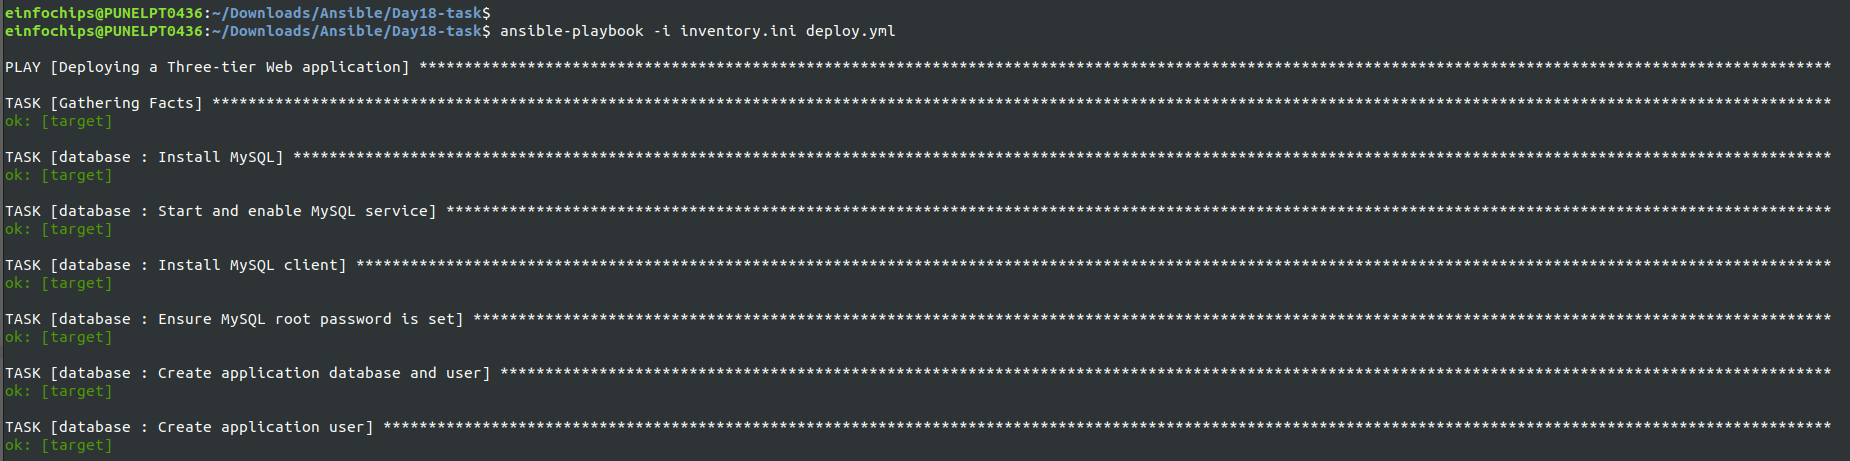 einfochips@PUNELPT0436:~/Downloads/Ansible/Day18-task$
einfochips@PUNELPT0436:~/Downloads/Ansible/Day18-task$ ansible-playbook -i inventory.ini deploy.yml
PLAY [Deploying a Three-tier Web application] *************************************************************************************************************************************************************
TASK [Gathering Facts] ************************************************************************************************************************************************************************************
ok: [target]
TASK [database : Install MySQL] ***************************************************************************************************************************************************************************
ok: [target]
TASK [database : Start and enable MySQL service] **********************************************************************************************************************************************************
ok: [target]
TASK [database : Install MySQL client] ********************************************************************************************************************************************************************
ok: [target]
TASK [database : Ensure MySQL root password is set] *******************************************************************************************************************************************************
ok: [target]
TASK [database : Create application database and user] ****************************************************************************************************************************************************
ok: [target]
TASK [database : Create application user] *****************************************************************************************************************************************************************
ok: [target]